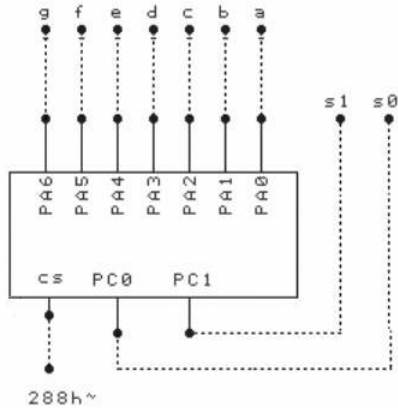 g f e d c b a
s1 s0
PA6 PA5 PA4 PA3 PA2 PA1 PA0
cs PC0 PC1
288h~